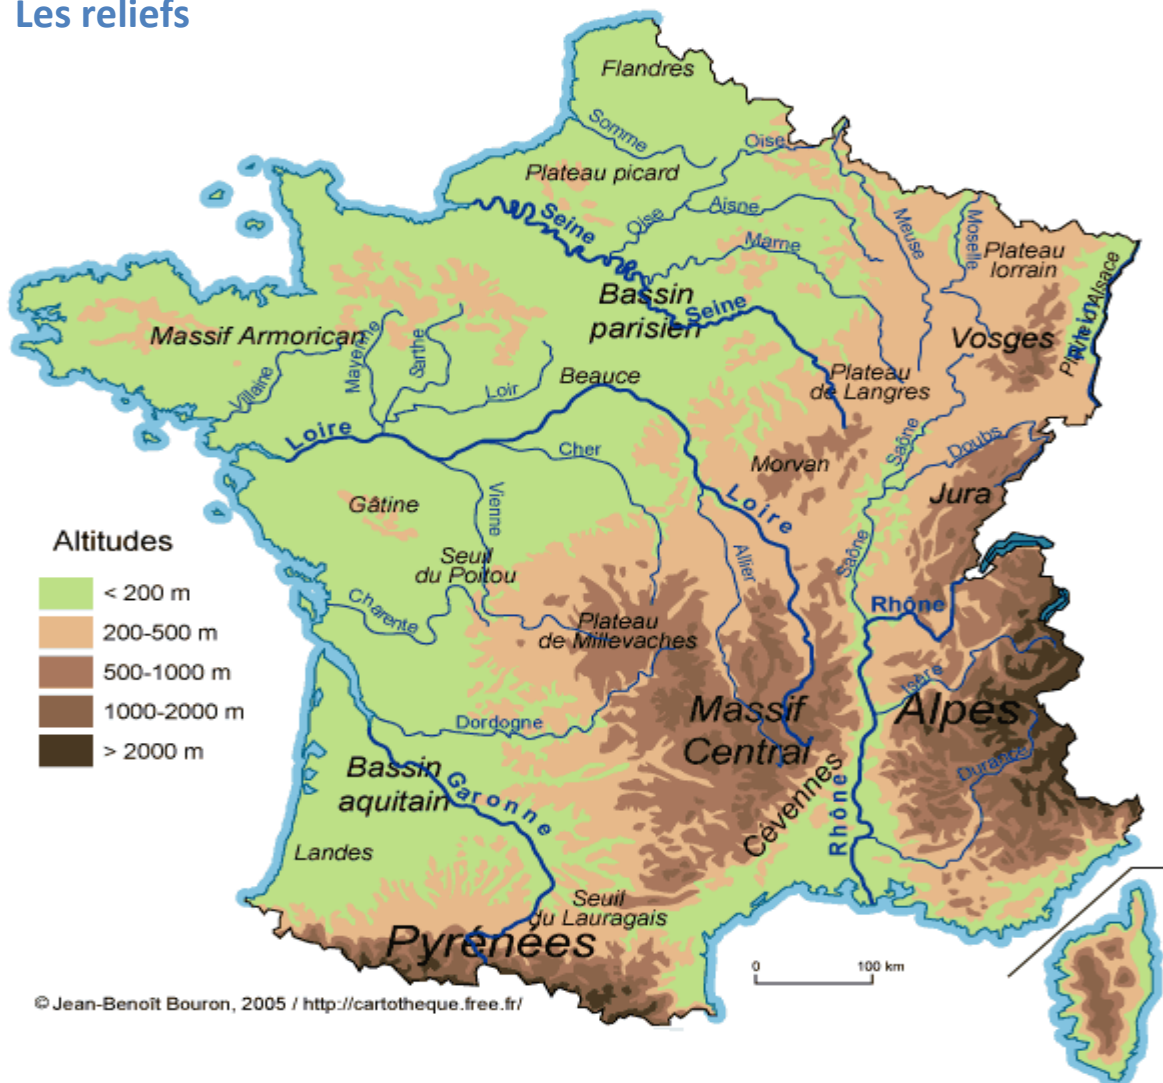 Les reliefs
Flandres
Somme
Oise
Plateau picard
Seine
Oise
Aisne
Marne
Meuse
Moselle
Plateau
lorrain
Plaine d'Alsace
Rhin
Bassin
parisien
Seine
Vosges
Massif Armoricain
Mayenne
Sarthe
Vilaine
Loir
Beauce
Plateau
de Langres
Loire
Cher
Morvan
Saône
Doubs
Jura
Gâtine
Vienne
Loire
Altitudes
< 200 m
200-500 m
500-1000 m
1000-2000 m
> 2000 m
Seuil
du Poitou
Allier
Saône
Charente
Plateau
de Millevaches
Rhône
Isère
Massif
Central
Alpes
Dordogne
Durance
Bassin
aquitain
Garonne
Cévennes
Rhône
Landes
Seuil
du Lauragais
Pyrénées
0 100 km
© Jean-Benoît Bouron, 2005 / http://cartotheque.free.fr/